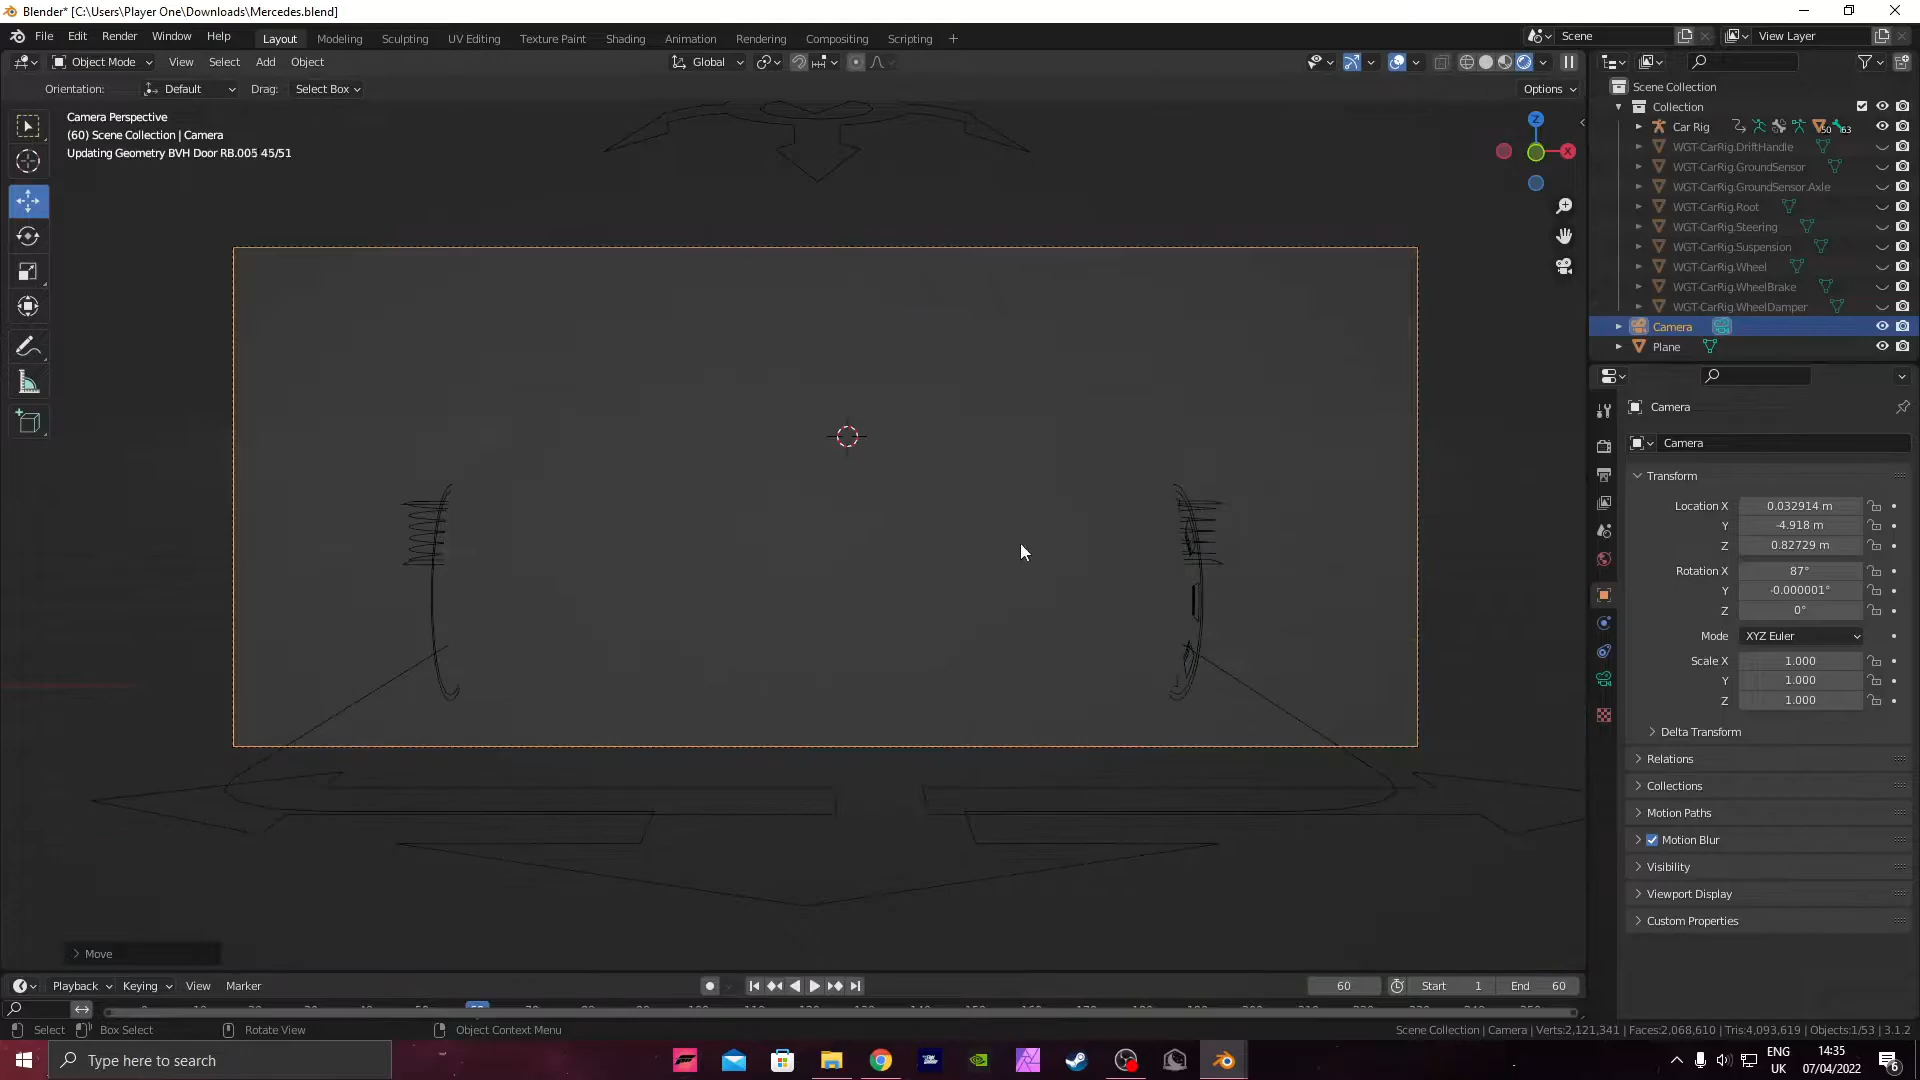 Blender* [C:\Users\Player One\Downloads\Mercedes.blend]
File Edit Render Window Help
Layout Modeling Sculpting UV Editing Texture Paint Shading Animation Rendering Compositing Scripting
Scene
View Layer
Object Mode View Select Add Object
Global
Orientation: Default Drag: Select Box
Options
Camera Perspective
(60) Scene Collection | Camera
Updating Geometry BVH Door RB.005 45/51
Z
X
Scene Collection
Collection
Car Rig 50 63
WGT-CarRig.DriftHandle
WGT-CarRig.GroundSensor
WGT-CarRig.GroundSensor.Axle
WGT-CarRig.Root
WGT-CarRig.Steering
WGT-CarRig.Suspension
WGT-CarRig.Wheel
WGT-CarRig.WheelBrake
WGT-CarRig.WheelDamper
Camera
Plane
Camera
Camera
Transform
Location X 0.032914 m
Y -4.918 m
Z 0.82729 m
Rotation X 87°
Y -0.000001°
Z 0°
Mode XYZ Euler
Scale X 1.000
Y 1.000
Z 1.000
Delta Transform
Relations
Collections
Motion Paths
Motion Blur
Visibility
Viewport Display
Custom Properties
Move
Playback Keying View Marker
60 Start 1 End 60
Select Box Select Rotate View Object Context Menu
Scene Collection | Camera | Verts:2,121,341 | Faces:2,068,610 | Tris:4,093,619 | Objects:1/53 | 3.1.2
Type here to search
ENG
UK
14:35
07/04/2022
6